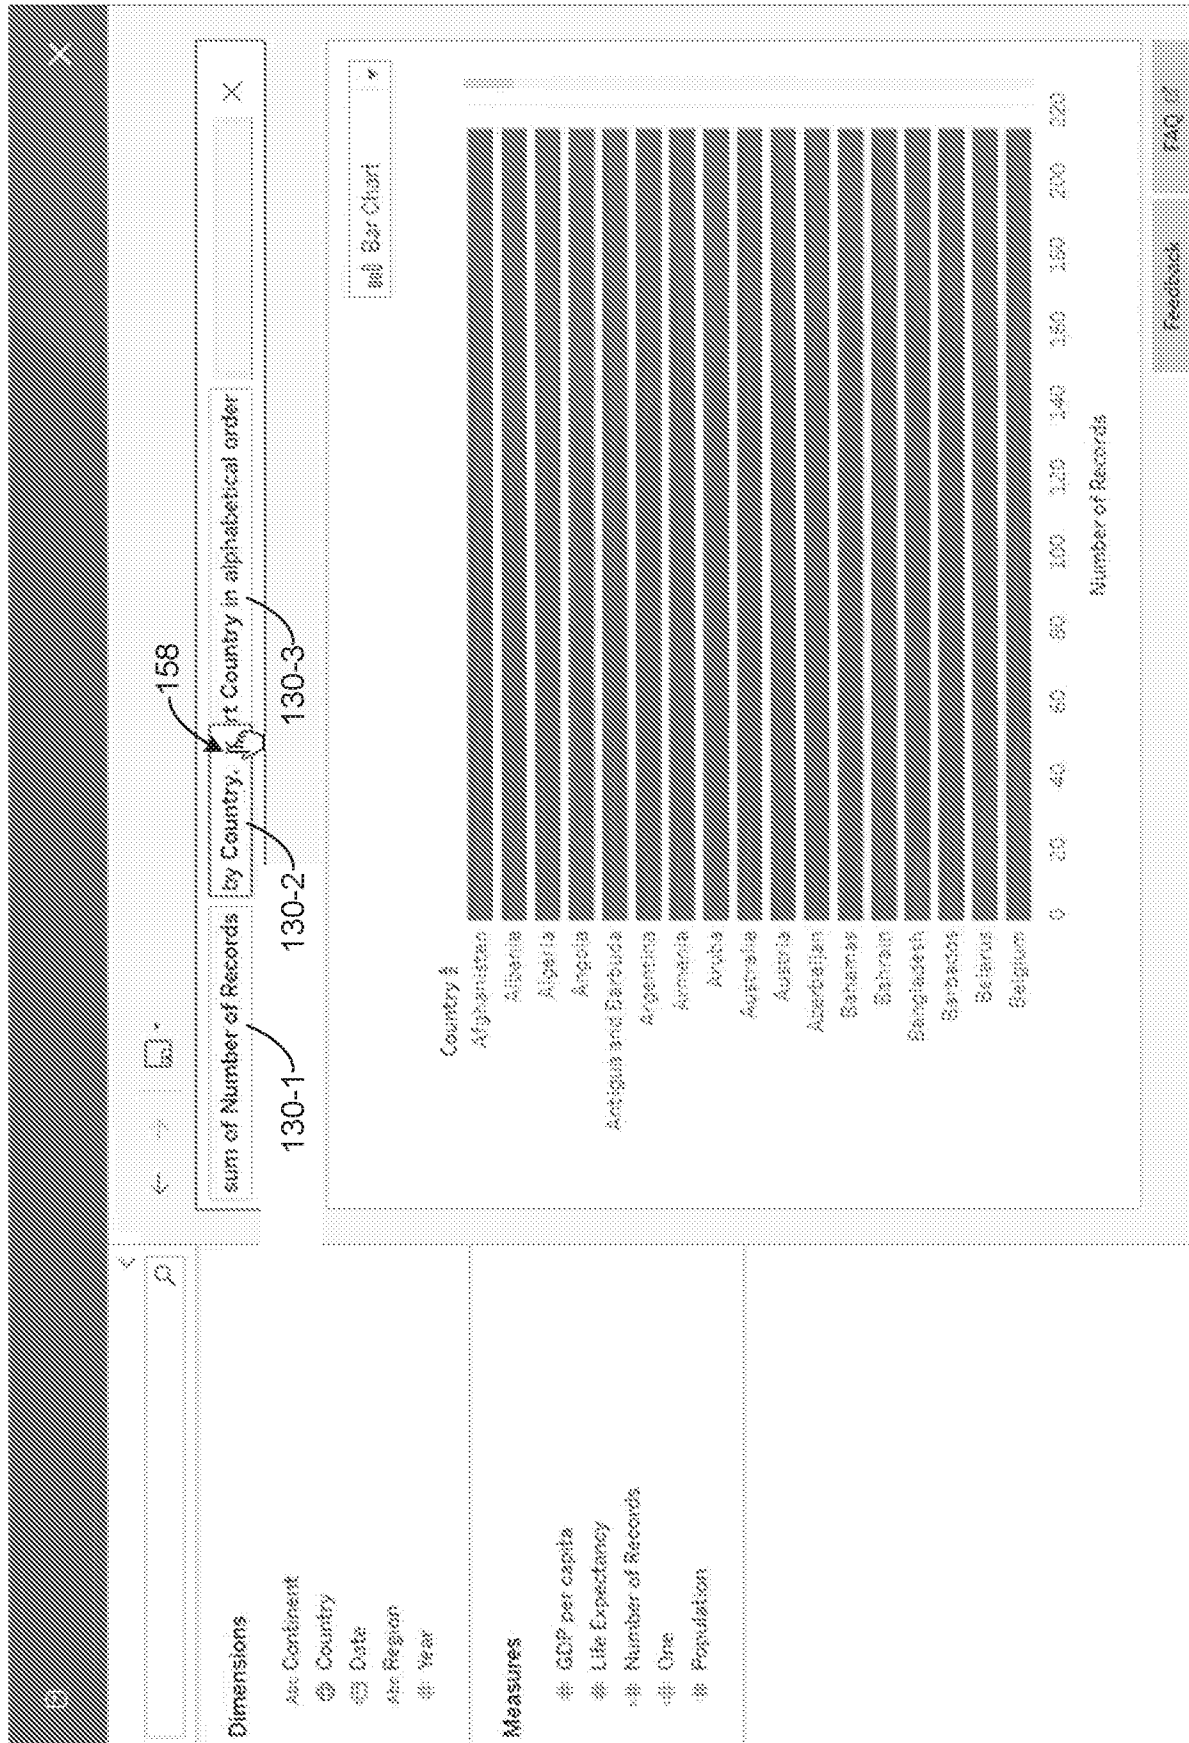 Dimensions
Abc Continent
Country
Date
Abc Region
Year
Measures
GDP per capita
Life Expectancy
Number of Records
One
Population
sum of Number of Records
by Country
rt Country in alphabetical order
158
130-1
130-2
130-3
Bar Chart
Country
Afghanistan
Albania
Algeria
Angola
Antigua and Barbuda
Argentina
Armenia
Aruba
Australia
Austria
Azerbaijan
Bahamas
Bahrain
Bangladesh
Barbados
Belarus
Belgium
0 20 40 60 80 100 120 140 160 180 200 220
Number of Records
Feedback
FAQ